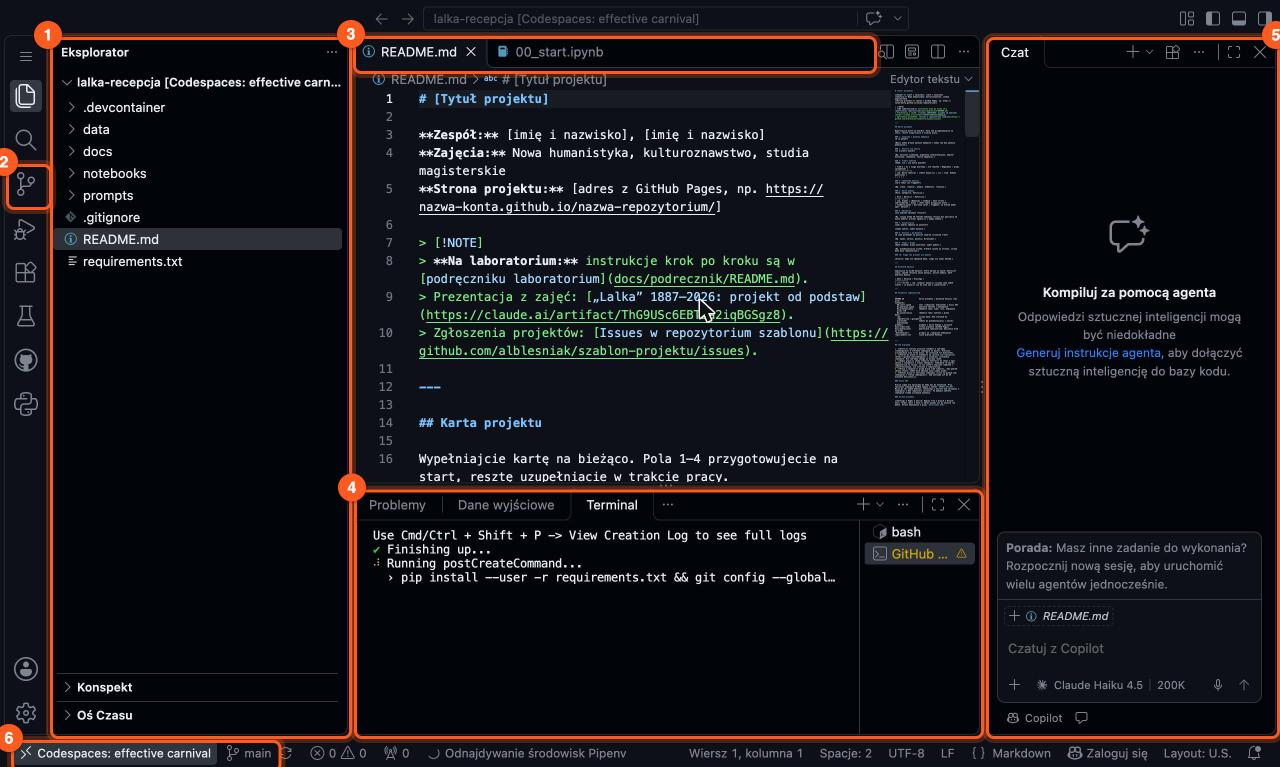 lalka-recepcja [Codespaces: effective carnival]
1
2
3
4
5
6
Eksplorator
lalka-recepcja [Codespaces: effective carn...
.devcontainer
data
docs
notebooks
prompts
.gitignore
README.md
requirements.txt
Konspekt
Oś Czasu
README.md
00_start.ipynb
README.md > abc # [Tytuł projektu]
Edytor tekstu
1 # [Tytuł projektu]
2
3 **Zespół:** [imię i nazwisko], [imię i nazwisko]
4 **Zajęcia:** Nowa humanistyka, kulturoznawstwo, studia
magisterskie
5 **Strona projektu:** [adres z GitHub Pages, np. https://
nazwa-konta.github.io/nazwa-repozytorium/]
6
7 > [!NOTE]
8 > **Na laboratorium:** instrukcje krok po kroku są w
[podręczniku laboratorium](docs/podrecznik/README.md).
9 > Prezentacja z zajęć: [„Lalka” 1887–2026: projekt od podstaw]
10 > Zgłoszenia projektów: [Issues w repozytorium szablonu](https://
github.com/alblesniak/szablon-projektu/issues).
11
12 ---
13
14 ## Karta projektu
15
16 Wypełniajcie kartę na bieżąco. Pola 1–4 przygotowujecie na
start, resztę uzupełniacie w trakcie pracy.
Problemy
Dane wyjściowe
Terminal
Use Cmd/Ctrl + Shift + P -> View Creation Log to see full logs
✔ Finishing up...
Running postCreateCommand...
› pip install --user -r requirements.txt && git config --global…
bash
GitHub ...
Czat
Kompiluj za pomocą agenta
Odpowiedzi sztucznej inteligencji mogą
być niedokładne
Generuj instrukcje agenta, aby dołączyć
sztuczną inteligencję do bazy kodu.
Porada: Masz inne zadanie do wykonania?
Rozpocznij nową sesję, aby uruchomić
wielu agentów jednocześnie.
README.md
Czatuj z Copilot
Claude Haiku 4.5 200K
Copilot
Codespaces: effective carnival
main
0 0
0
Odnajdywanie środowisk Pipenv
Wiersz 1, kolumna 1
Spacje: 2
UTF-8
LF
{ } Markdown
Zaloguj się
Layout: U.S.